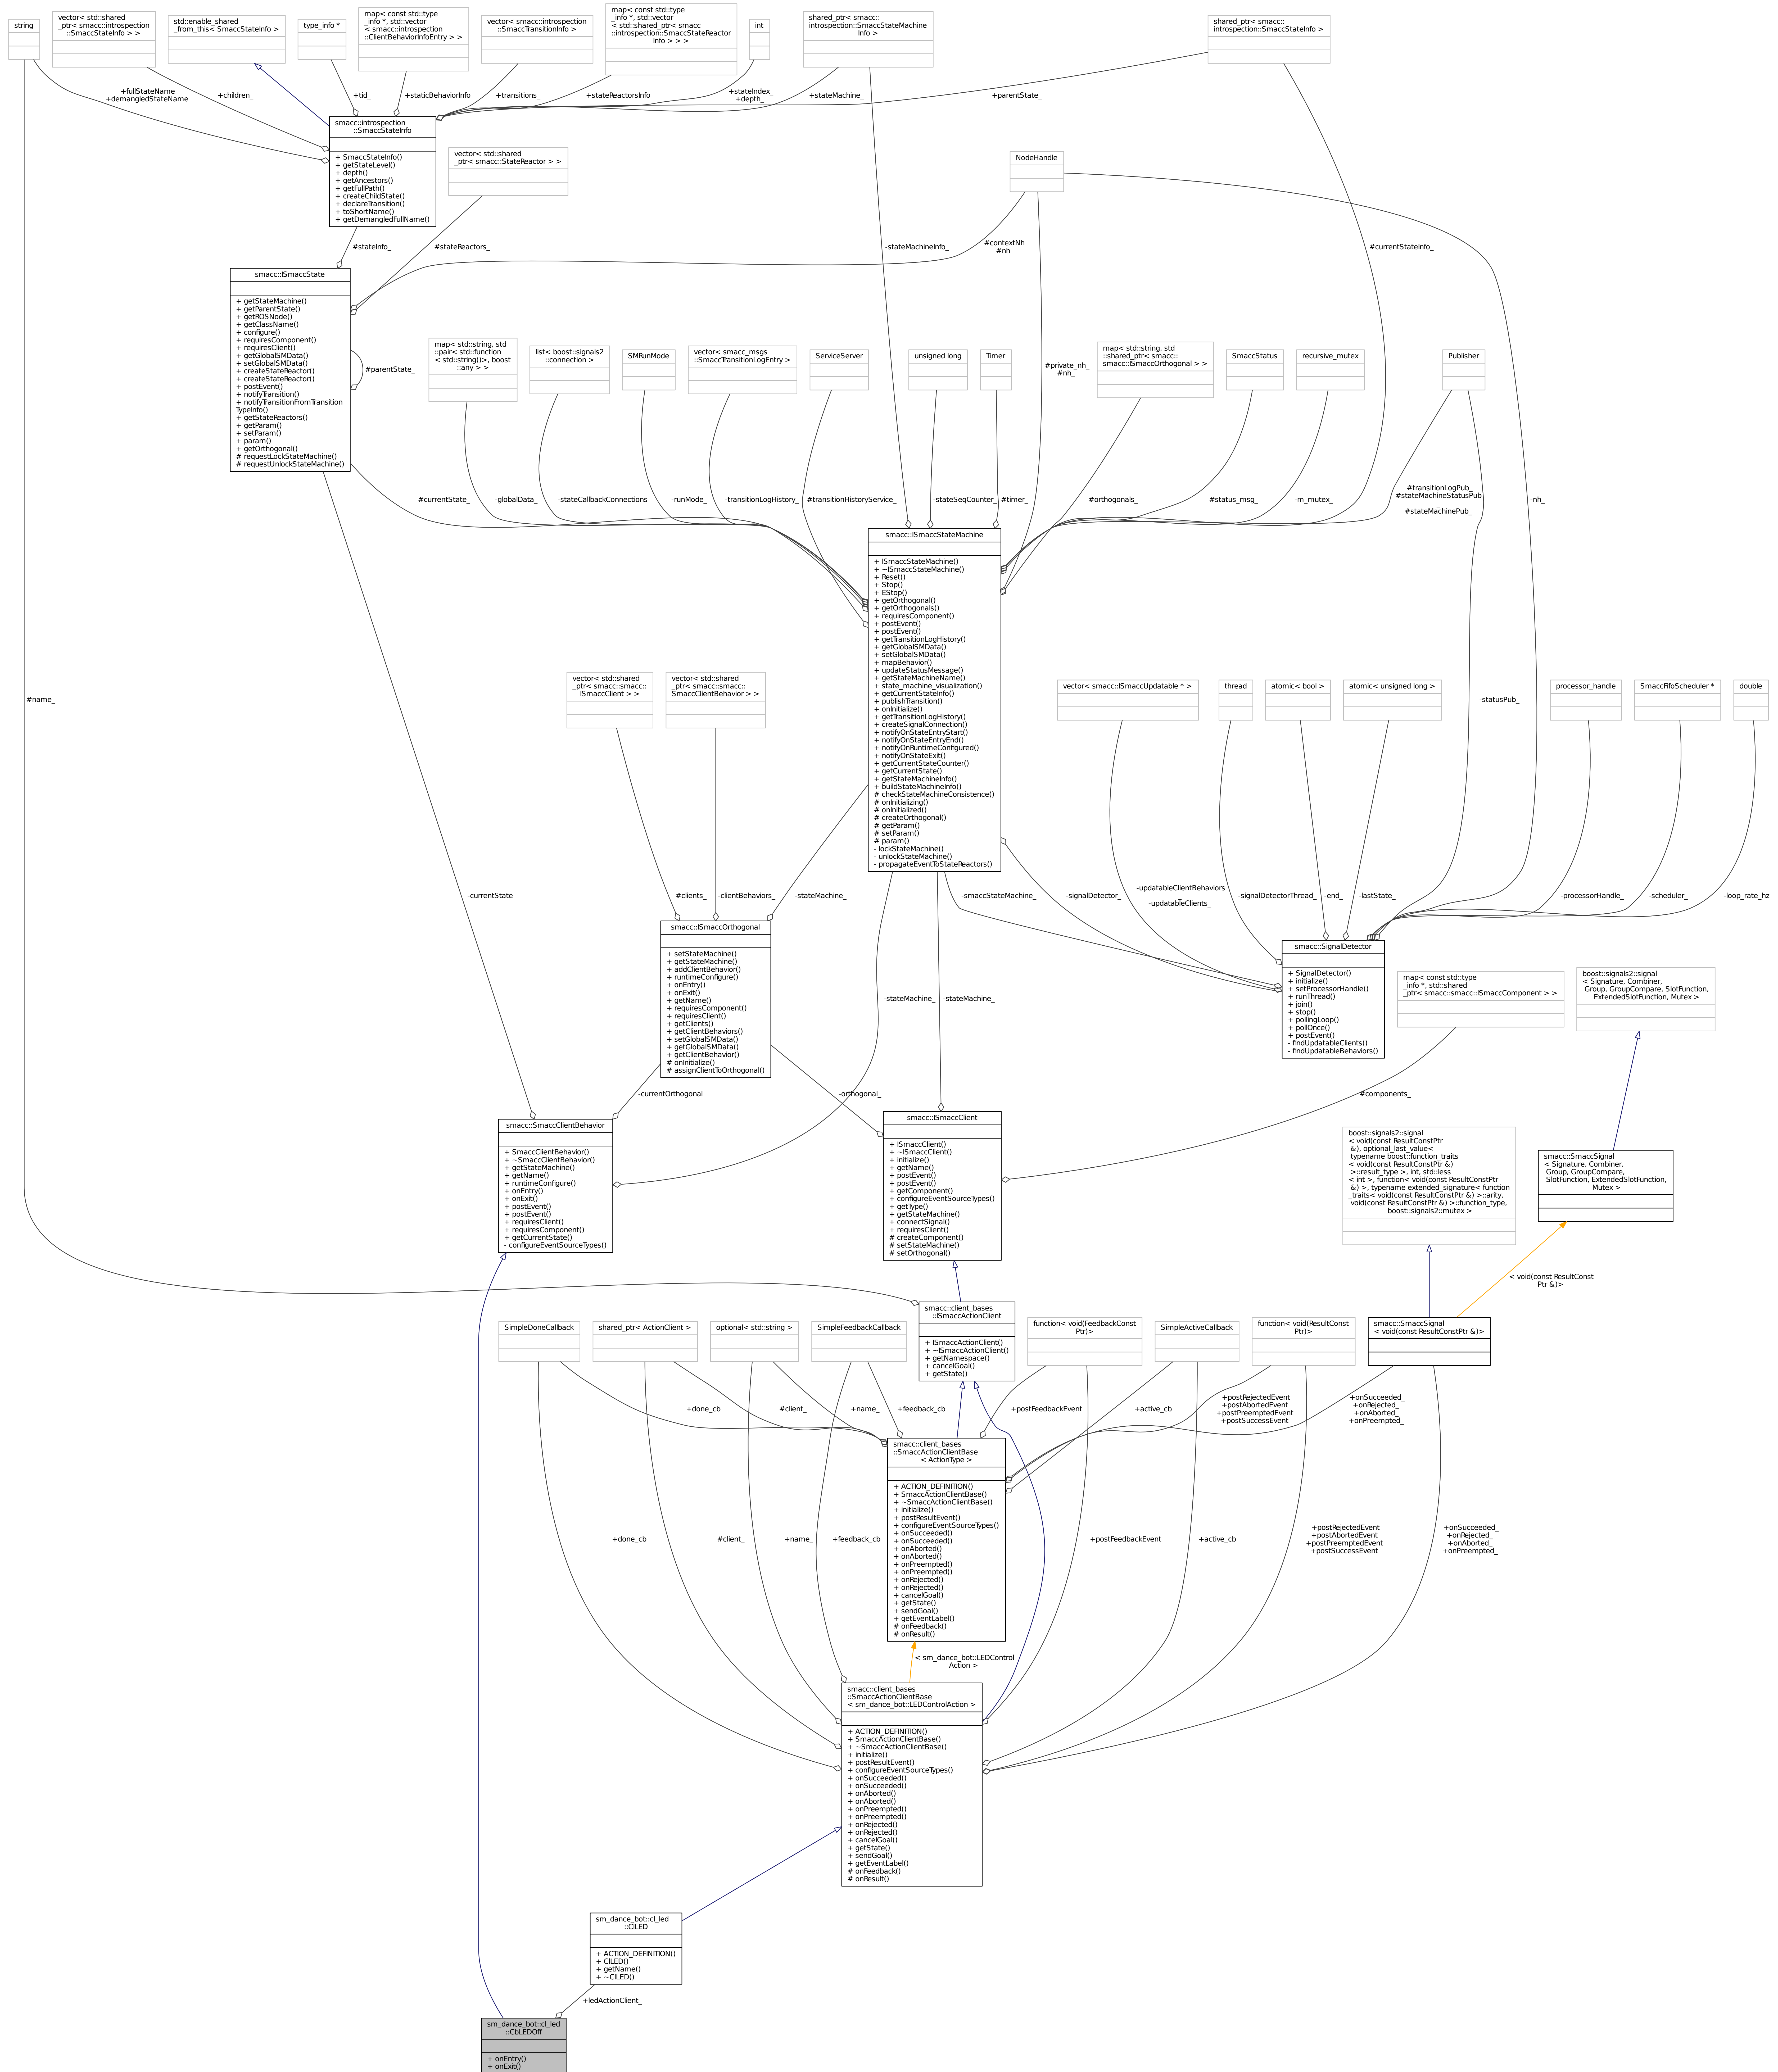 string
vector< std::shared
_ptr< smacc::introspection
::SmaccStateInfo > >
std::enable_shared
_from_this< SmaccStateInfo >
type_info *
map< const std::type
_info *, std::vector
< smacc::introspection
::ClientBehaviorInfoEntry > >
vector< smacc::introspection
::SmaccTransitionInfo >
map< const std::type
_info *, std::vector
< std::shared_ptr< smacc
::introspection::SmaccStateReactor
Info > > >
int
shared_ptr< smacc::
introspection::SmaccStateMachine
Info >
shared_ptr< smacc::
introspection::SmaccStateInfo >
+fullStateName
+demangledStateName
+children_
+tid_
+staticBehaviorInfo
+transitions_
+stateReactorsInfo
+stateIndex_
+depth_
+stateMachine_
+parentState_
smacc::introspection
::SmaccStateInfo
+ SmaccStateInfo()
+ getStateLevel()
+ depth()
+ getAncestors()
+ getFullPath()
+ createChildState()
+ declareTransition()
+ toShortName()
+ getDemangledFullName()
vector< std::shared
_ptr< smacc::StateReactor > >
NodeHandle
#stateInfo_
#stateReactors_
#contextNh
#nh
-stateMachineInfo_
#currentStateInfo_
smacc::ISmaccState
+ getStateMachine()
+ getParentState()
+ getROSNode()
+ getClassName()
+ configure()
+ requiresComponent()
+ requiresClient()
+ getGlobalSMData()
+ setGlobalSMData()
+ createStateReactor()
+ createStateReactor()
+ postEvent()
+ notifyTransition()
+ notifyTransitionFromTransition
TypeInfo()
+ getStateReactors()
+ getParam()
+ setParam()
+ param()
+ getOrthogonal()
# requestLockStateMachine()
# requestUnlockStateMachine()
#parentState_
map< std::string, std
::pair< std::function
< std::string()>, boost
::any > >
list< boost::signals2
::connection >
SMRunMode
vector< smacc_msgs
::SmaccTransitionLogEntry >
ServiceServer
unsigned long
Timer
#private_nh_
#nh_
map< std::string, std
::shared_ptr< smacc::
smacc::ISmaccOrthogonal > >
SmaccStatus
recursive_mutex
Publisher
#currentState_
-globalData_
-stateCallbackConnections
-runMode_
-transitionLogHistory_
#transitionHistoryService_
-stateSeqCounter_
#timer_
#orthogonals_
#status_msg_
-m_mutex_
#transitionLogPub_
#stateMachineStatusPub
_
#stateMachinePub_
-nh_
smacc::ISmaccStateMachine
+ ISmaccStateMachine()
+ ~ISmaccStateMachine()
+ Reset()
+ Stop()
+ EStop()
+ getOrthogonal()
+ getOrthogonals()
+ requiresComponent()
+ postEvent()
+ postEvent()
+ getTransitionLogHistory()
+ getGlobalSMData()
+ setGlobalSMData()
+ mapBehavior()
+ updateStatusMessage()
+ getStateMachineName()
+ state_machine_visualization()
+ getCurrentStateInfo()
+ publishTransition()
+ onInitialize()
+ getTransitionLogHistory()
+ createSignalConnection()
+ notifyOnStateEntryStart()
+ notifyOnStateEntryEnd()
+ notifyOnRuntimeConfigured()
+ notifyOnStateExit()
+ getCurrentStateCounter()
+ getCurrentState()
+ getStateMachineInfo()
+ buildStateMachineInfo()
# checkStateMachineConsistence()
# onInitializing()
# onInitialized()
# createOrthogonal()
# getParam()
# setParam()
# param()
- lockStateMachine()
- unlockStateMachine()
- propagateEventToStateReactors()
#name_
vector< std::shared
_ptr< smacc::smacc::
ISmaccClient > >
vector< std::shared
_ptr< smacc::smacc::
SmaccClientBehavior > >
vector< smacc::ISmaccUpdatable * >
thread
atomic< bool >
atomic< unsigned long >
-statusPub_
processor_handle
SmaccFifoScheduler *
double
-currentState
#clients_
-clientBehaviors_
-stateMachine_
-smaccStateMachine_
-signalDetector_
-updatableClientBehaviors
_
-updatableClients_
-signalDetectorThread_
-end_
-lastState_
-processorHandle_
-scheduler_
-loop_rate_hz
smacc::ISmaccOrthogonal
+ setStateMachine()
+ getStateMachine()
+ addClientBehavior()
+ runtimeConfigure()
+ onEntry()
+ onExit()
+ getName()
+ requiresComponent()
+ requiresClient()
+ getClients()
+ getClientBehaviors()
+ setGlobalSMData()
+ getGlobalSMData()
+ getClientBehavior()
# onInitialize()
# assignClientToOrthogonal()
-stateMachine_
-stateMachine_
smacc::SignalDetector
+ SignalDetector()
+ initialize()
+ setProcessorHandle()
+ runThread()
+ join()
+ stop()
+ pollingLoop()
+ pollOnce()
+ postEvent()
- findUpdatableClients()
- findUpdatableBehaviors()
map< const std::type
_info *, std::shared
_ptr< smacc::smacc::ISmaccComponent > >
boost::signals2::signal
< Signature, Combiner,
Group, GroupCompare, SlotFunction,
ExtendedSlotFunction, Mutex >
-currentOrthogonal
-orthogonal_
#components_
smacc::SmaccClientBehavior
+ SmaccClientBehavior()
+ ~SmaccClientBehavior()
+ getStateMachine()
+ getName()
+ runtimeConfigure()
+ onEntry()
+ onExit()
+ postEvent()
+ postEvent()
+ requiresClient()
+ requiresComponent()
+ getCurrentState()
- configureEventSourceTypes()
smacc::ISmaccClient
+ ISmaccClient()
+ ~ISmaccClient()
+ initialize()
+ getName()
+ postEvent()
+ postEvent()
+ getComponent()
+ configureEventSourceTypes()
+ getType()
+ getStateMachine()
+ connectSignal()
+ requiresClient()
# createComponent()
# setStateMachine()
# setOrthogonal()
boost::signals2::signal
< void(const ResultConstPtr
&), optional_last_value<
typename boost::function_traits
< void(const ResultConstPtr &)
>::result_type >, int, std::less
< int >, function< void(const ResultConstPtr
&) >, typename extended_signature< function
_traits< void(const ResultConstPtr &) >::arity,
void(const ResultConstPtr &) >::function_type,
boost::signals2::mutex >
smacc::SmaccSignal
< Signature, Combiner,
Group, GroupCompare,
SlotFunction, ExtendedSlotFunction,
Mutex >
< void(const ResultConst
Ptr &)>
smacc::client_bases
::ISmaccActionClient
+ ISmaccActionClient()
+ ~ISmaccActionClient()
+ getNamespace()
+ cancelGoal()
+ getState()
SimpleDoneCallback
shared_ptr< ActionClient >
optional< std::string >
SimpleFeedbackCallback
function< void(FeedbackConst
Ptr)>
SimpleActiveCallback
function< void(ResultConst
Ptr)>
smacc::SmaccSignal
< void(const ResultConstPtr &)>
+done_cb
#client_
+name_
+feedback_cb
+postFeedbackEvent
+active_cb
+postRejectedEvent
+postAbortedEvent
+postPreemptedEvent
+postSuccessEvent
+onSucceeded_
+onRejected_
+onAborted_
+onPreempted_
smacc::client_bases
::SmaccActionClientBase
< ActionType >
+ ACTION_DEFINITION()
+ SmaccActionClientBase()
+ ~SmaccActionClientBase()
+ initialize()
+ postResultEvent()
+ configureEventSourceTypes()
+ onSucceeded()
+ onSucceeded()
+ onAborted()
+ onAborted()
+ onPreempted()
+ onPreempted()
+ onRejected()
+ onRejected()
+ cancelGoal()
+ getState()
+ sendGoal()
+ getEventLabel()
# onFeedback()
# onResult()
+done_cb
#client_
+name_
+feedback_cb
+postFeedbackEvent
+active_cb
+postRejectedEvent
+postAbortedEvent
+postPreemptedEvent
+postSuccessEvent
+onSucceeded_
+onRejected_
+onAborted_
+onPreempted_
< sm_dance_bot::LEDControl
Action >
smacc::client_bases
::SmaccActionClientBase
< sm_dance_bot::LEDControlAction >
+ ACTION_DEFINITION()
+ SmaccActionClientBase()
+ ~SmaccActionClientBase()
+ initialize()
+ postResultEvent()
+ configureEventSourceTypes()
+ onSucceeded()
+ onSucceeded()
+ onAborted()
+ onAborted()
+ onPreempted()
+ onPreempted()
+ onRejected()
+ onRejected()
+ cancelGoal()
+ getState()
+ sendGoal()
+ getEventLabel()
# onFeedback()
# onResult()
sm_dance_bot::cl_led
::ClLED
+ ACTION_DEFINITION()
+ ClLED()
+ getName()
+ ~ClLED()
+ledActionClient_
sm_dance_bot::cl_led
::CbLEDOff
+ onEntry()
+ onExit()